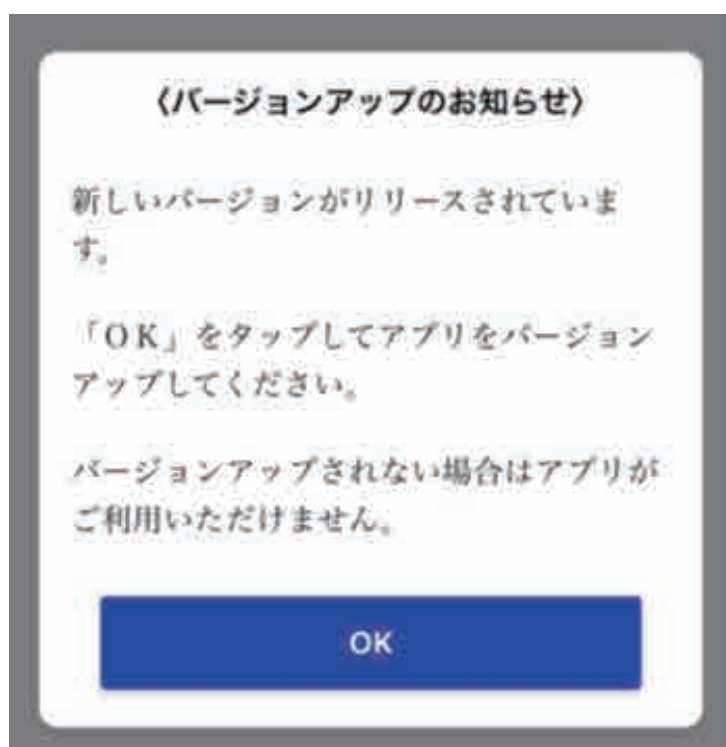 〈バージョンアップのお知らせ〉
新しいバージョンがリリースされていま
す。
「OK」をタップしてアプリをバージョン
アップしてください。
バージョンアップされない場合はアプリが
ご利用いただけません。
OK